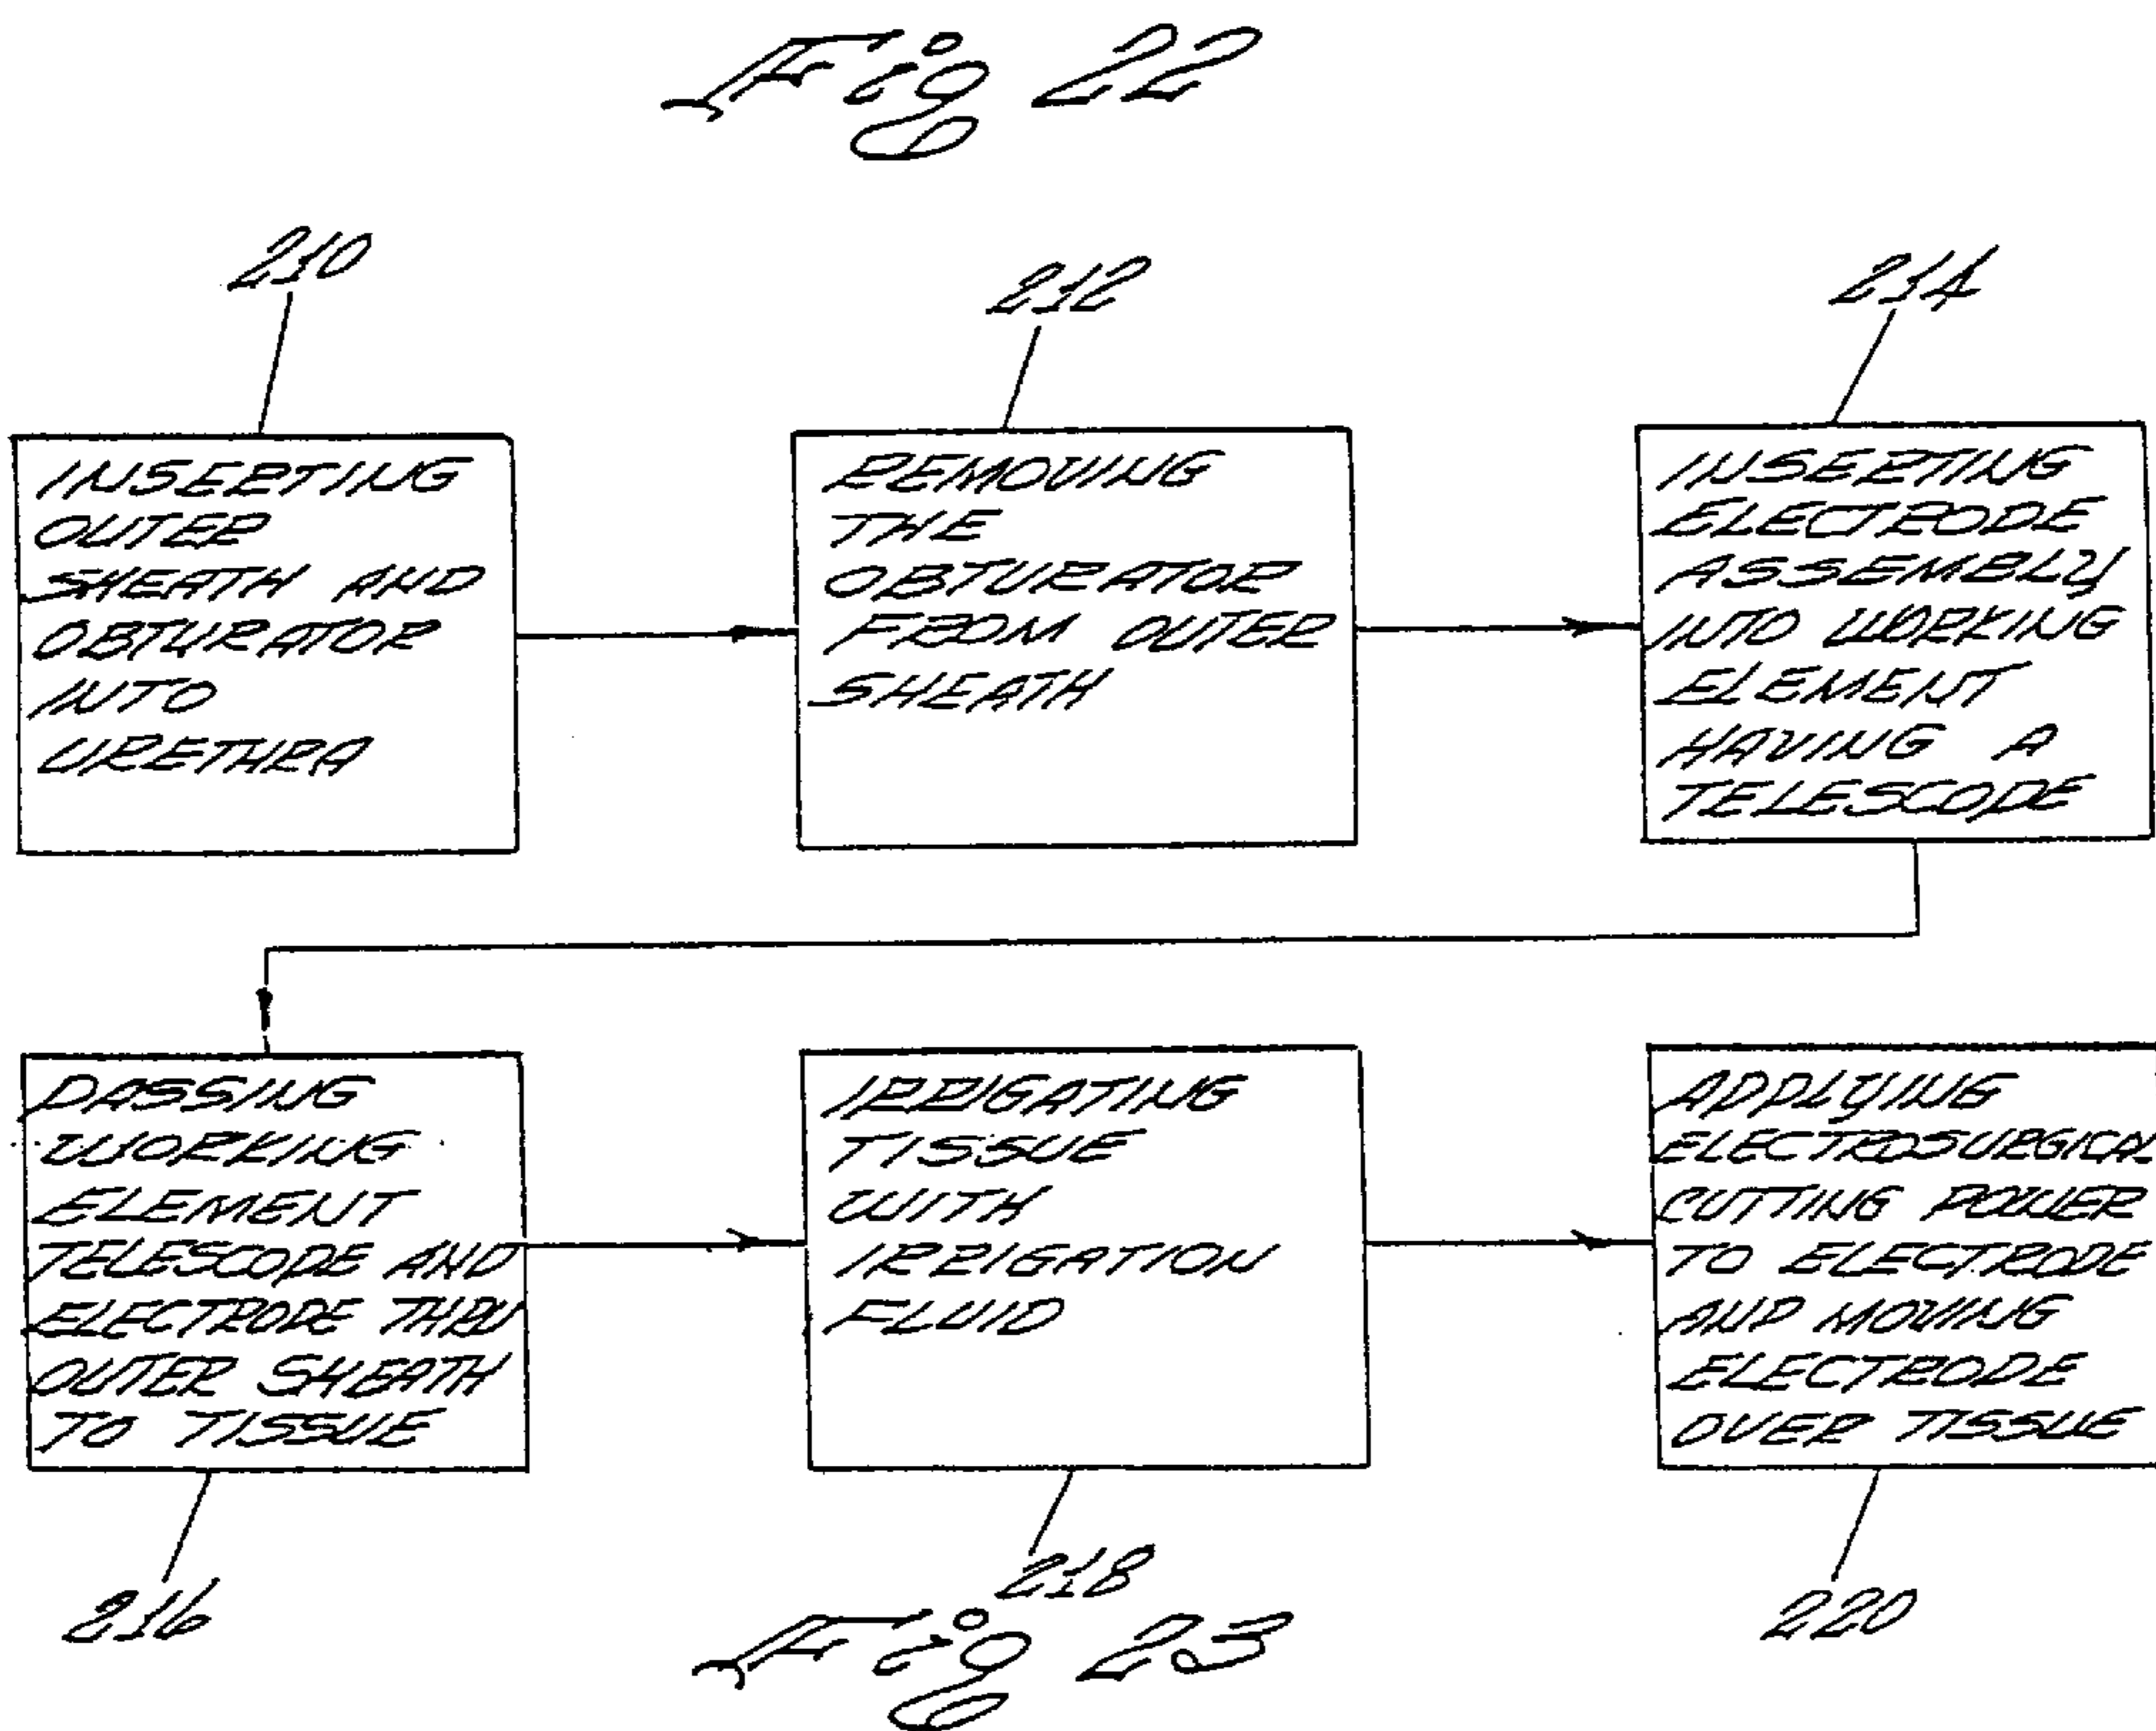 Fig 22
210
212
214
INSERTING
OUTER
SHEATH AND
OBTURATOR
INTO
URETHRA
REMOVING
THE
OBTURATOR
FROM OUTER
SHEATH
INSERTING
ELECTRODE
ASSEMBLY
INTO WORKING
ELEMENT
HAVING A
TELESCOPE
PASSING
WORKING
ELEMENT
TELESCOPE AND
ELECTRODE THRU
OUTER SHEATH
TO TISSUE
IRRIGATING
TISSUE
WITH
IRRIGATION
FLUID
APPLYING
ELECTROSURGICAL
CUTTING POWER
TO ELECTRODE
AND MOVING
ELECTRODE
OVER TISSUE
216
218
220
Fig 23